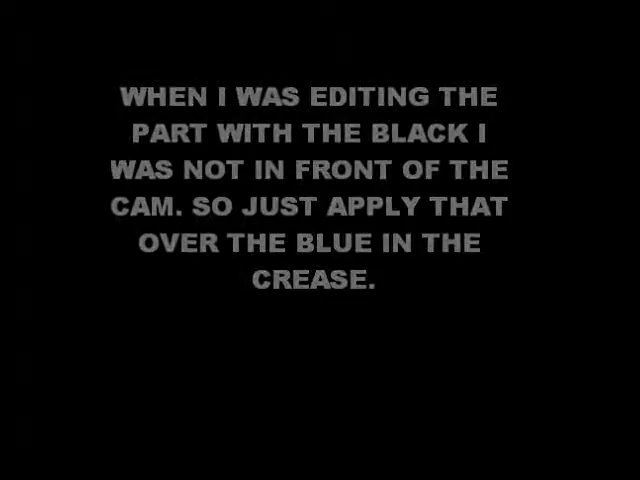 WHEN I WAS EDITING THE
PART WITH THE BLACK I
WAS NOT IN FRONT OF THE
CAM. SO JUST APPLY THAT
OVER THE BLUE IN THE
CREASE.